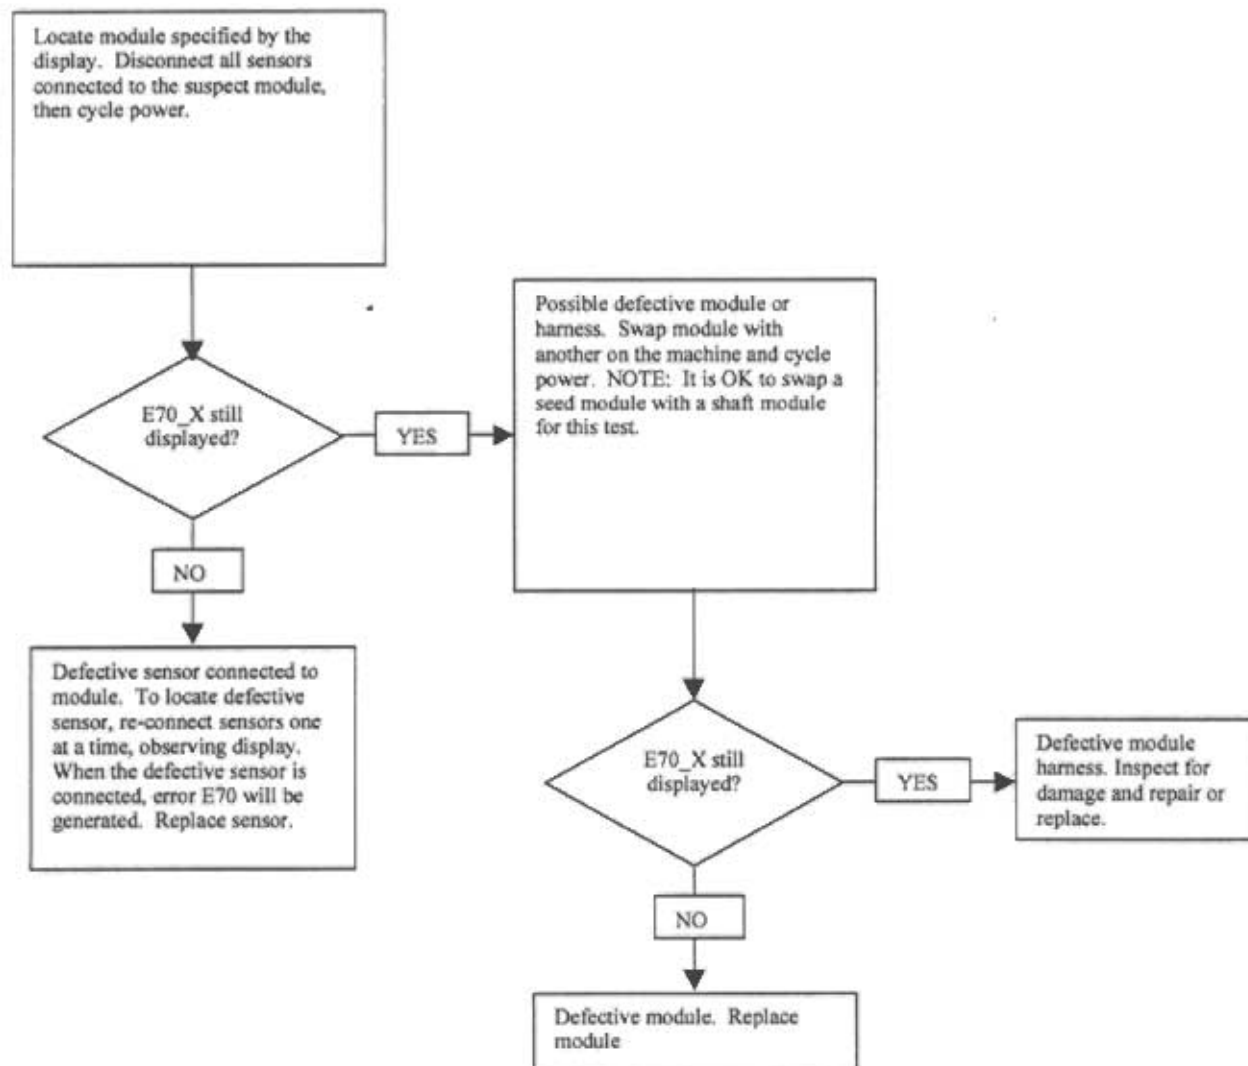 Locate module specified by the
display. Disconnect all sensors
connected to the suspect module,
then cycle power.
E70_X still
displayed?
YES
Possible defective module or
harness. Swap module with
another on the machine and cycle
power. NOTE: It is OK to swap a
seed module with a shaft module
for this test.
NO
Defective sensor connected to
module. To locate defective
sensor, re-connect sensors one
at a time, observing display.
When the defective sensor is
connected, error E70 will be
generated. Replace sensor.
E70_X still
displayed?
YES
Defective module
harness. Inspect for
damage and repair or
replace.
NO
Defective module. Replace
module